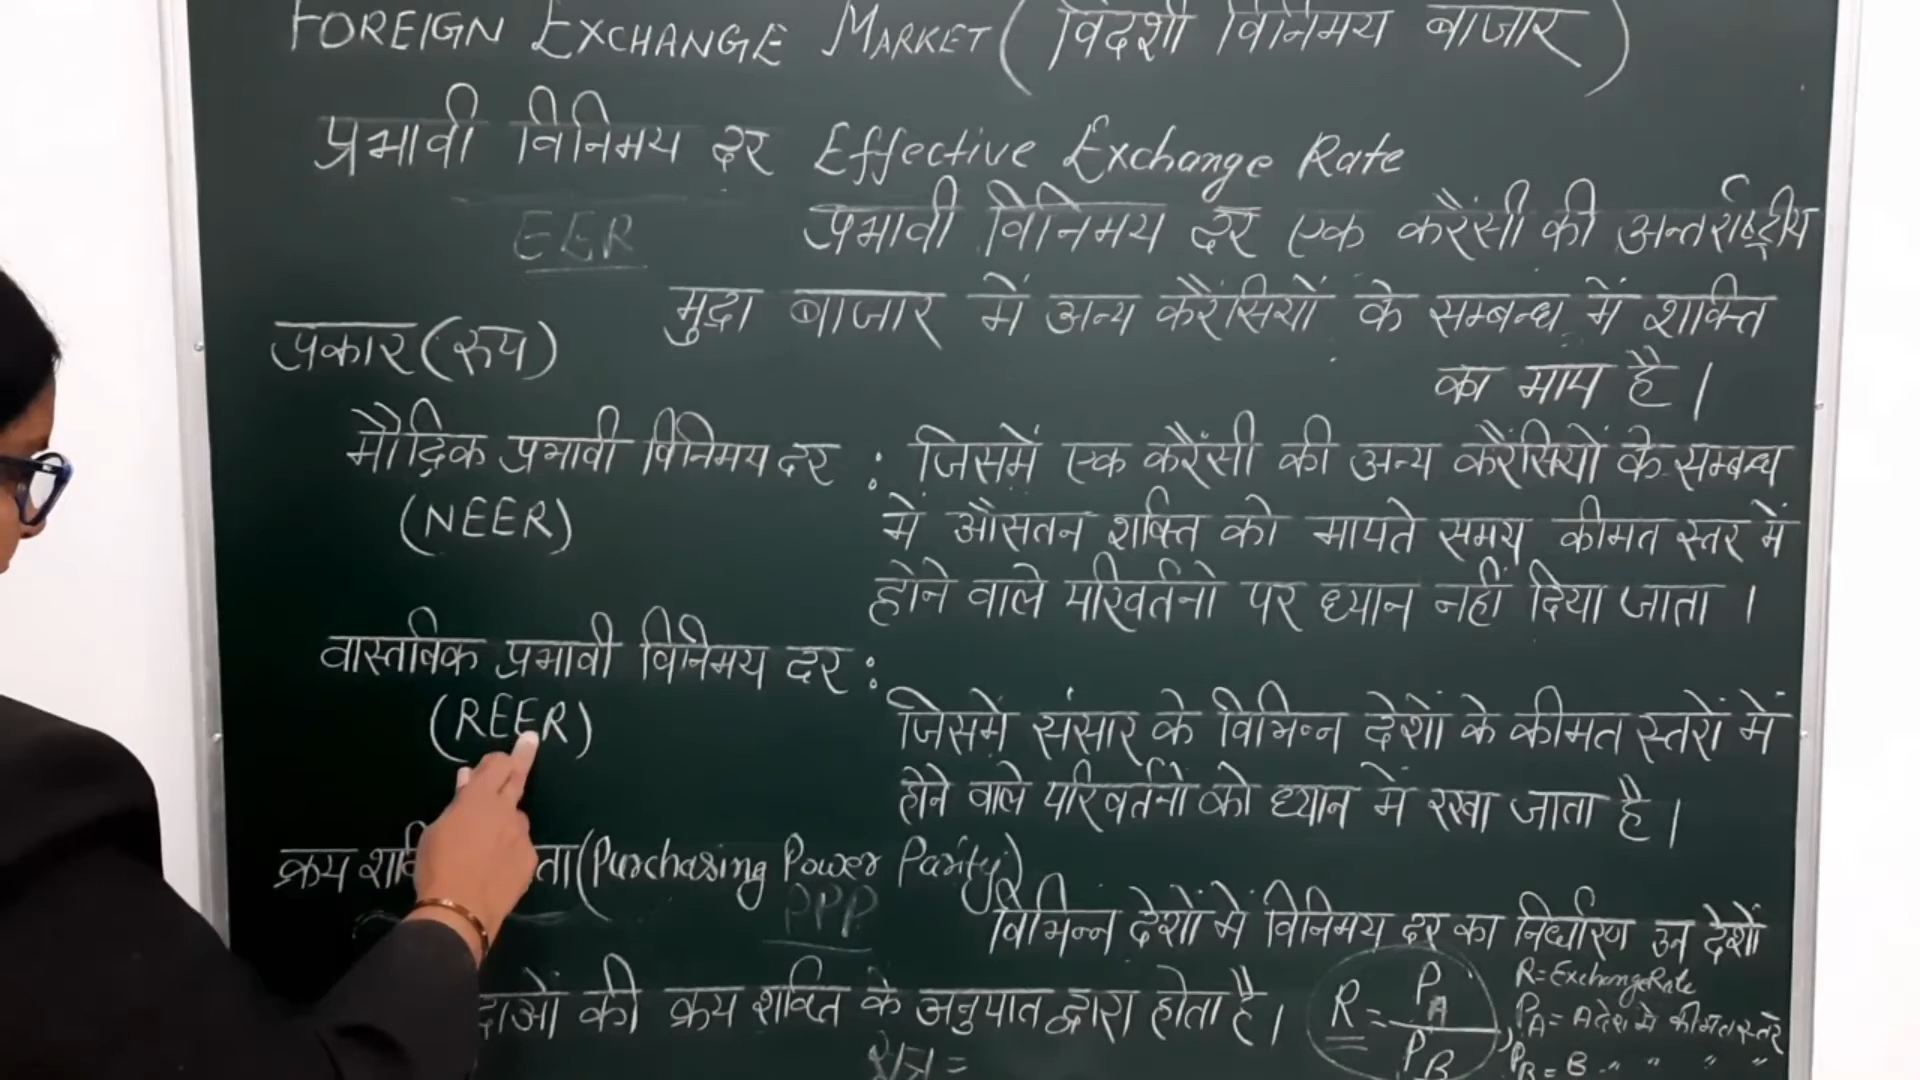 FOREIGN EXCHANGE MARKET (विदेशी विनिमय बाजार)
प्रभावी विनिमय दर Effective Exchange Rate
EER
प्रभावी विनिमय दर एक करैंसी की अन्तर्राष्ट्रीय
मुद्रा बाजार में अन्य करैंसियों के सम्बन्ध में शक्ति
का माप है।
प्रकार (रुप)
मौद्रिक प्रभावी विनिमय दर : जिसमें एक करैंसी की अन्य करैंसियों के सम्बन्ध
(NEER) में औसतन शक्ति को मापते समय कीमत स्तर में
होने वाले परिवर्तनो पर ध्यान नहीं दिया जाता ।
वास्तविक प्रभावी विनिमय दर :
(REER) जिसमें संसार के विभिन्न देशों के कीमत स्तरों में
होने वाले परिवर्तनों को ध्यान में रखा जाता है।
क्रय (Purchasing Power Parity)
PPP
विभिन्न देशों में विनिमय दर का निर्धारण उन देशों
की क्रय शक्ति के अनुपात द्वारा होता है।
R = P_A / P_B ,
R = Exchange Rate
P_A = A देश में कीमत स्तर
P_B = B " " " "
सूत्र =